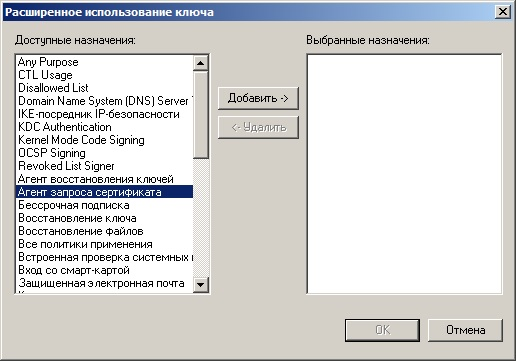 Расширенное использование ключа
Доступные назначения:
Выбранные назначения:
Any Purpose
CTL Usage
Disallowed List
Domain Name System (DNS) Server
IKE-посредник IP-безопасности
KDC Authentication
Kernel Mode Code Signing
OCSP Signing
Revoked List Signer
Агент восстановления ключей
Агент запроса сертификата
Бессрочная подписка
Восстановление ключа
Восстановление файлов
Все политики применения
Встроенная проверка системных
Вход со смарт-картой
Защищенная электронная почта
Добавить ->
<- Удалить
OK
Отмена